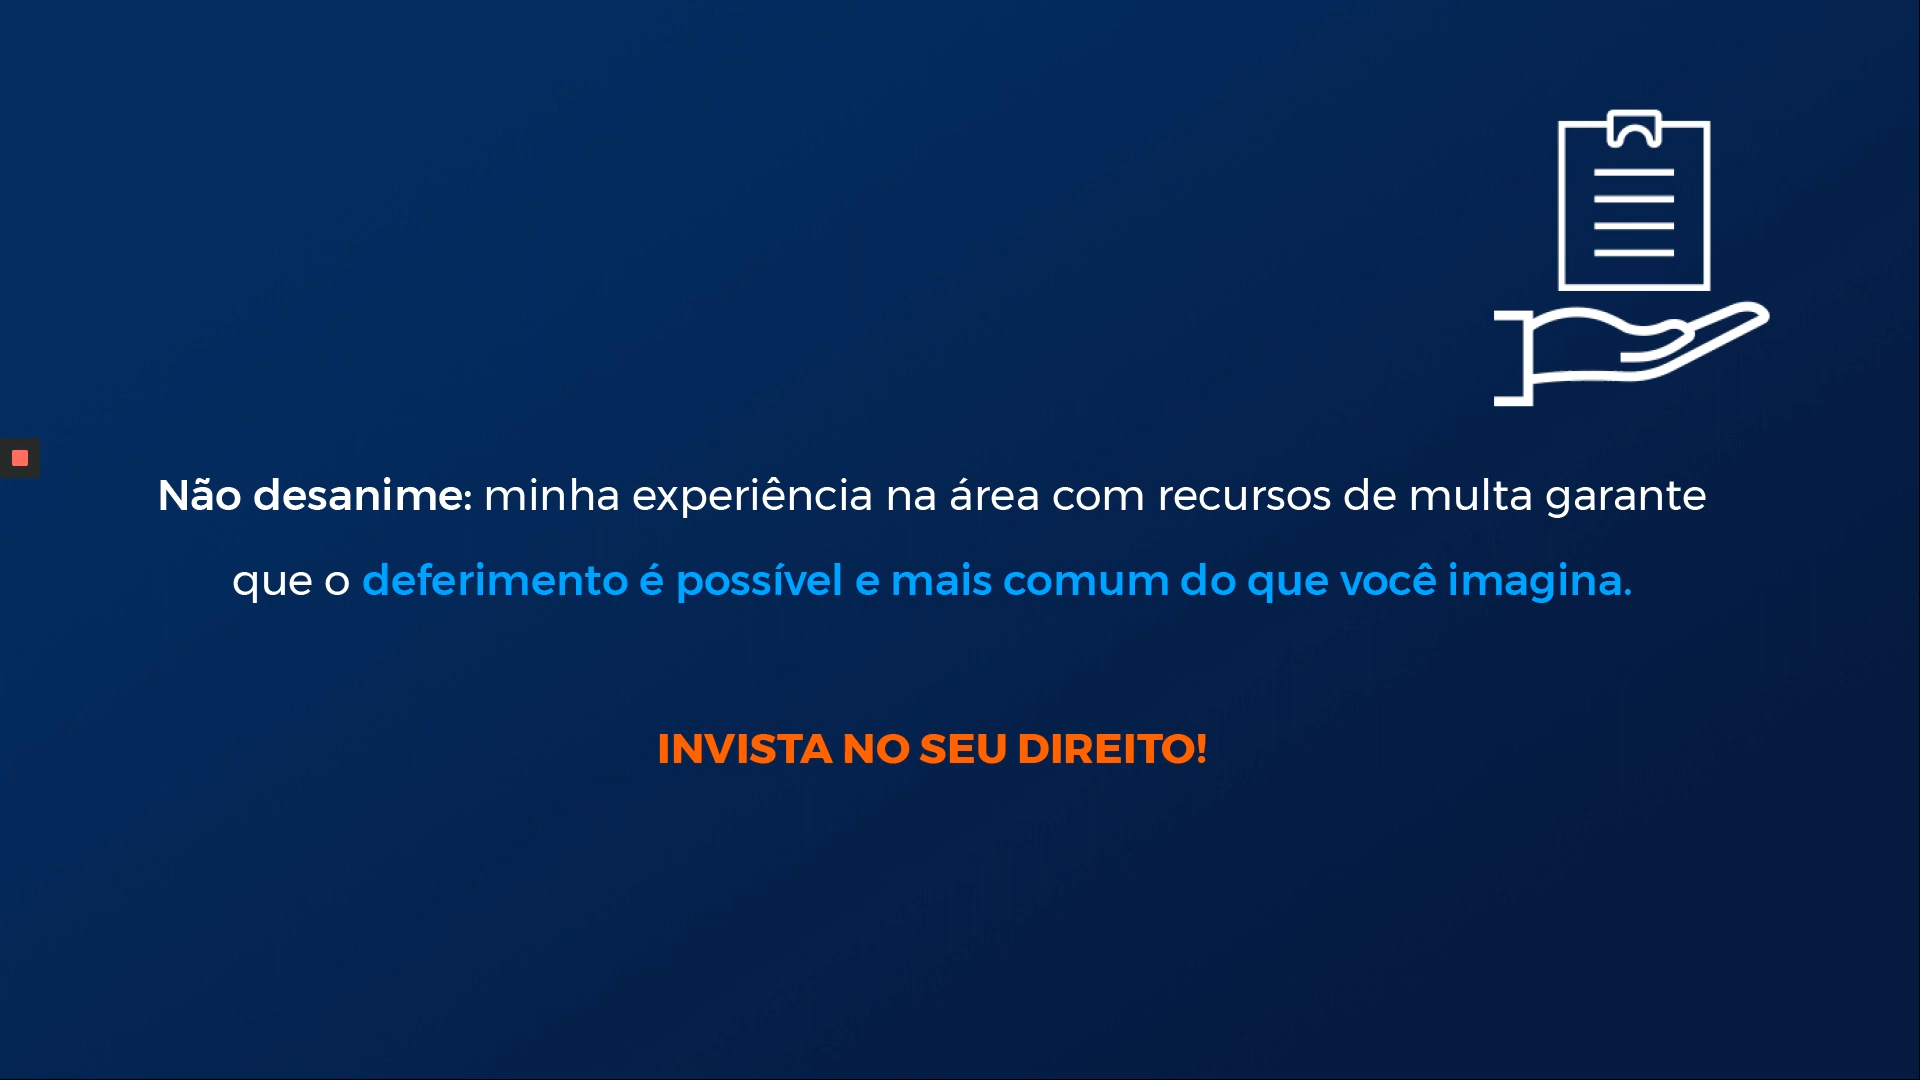 Não desanime: minha experiência na área com recursos de multa garante
que o deferimento é possível e mais comum do que você imagina.
INVISTA NO SEU DIREITO!